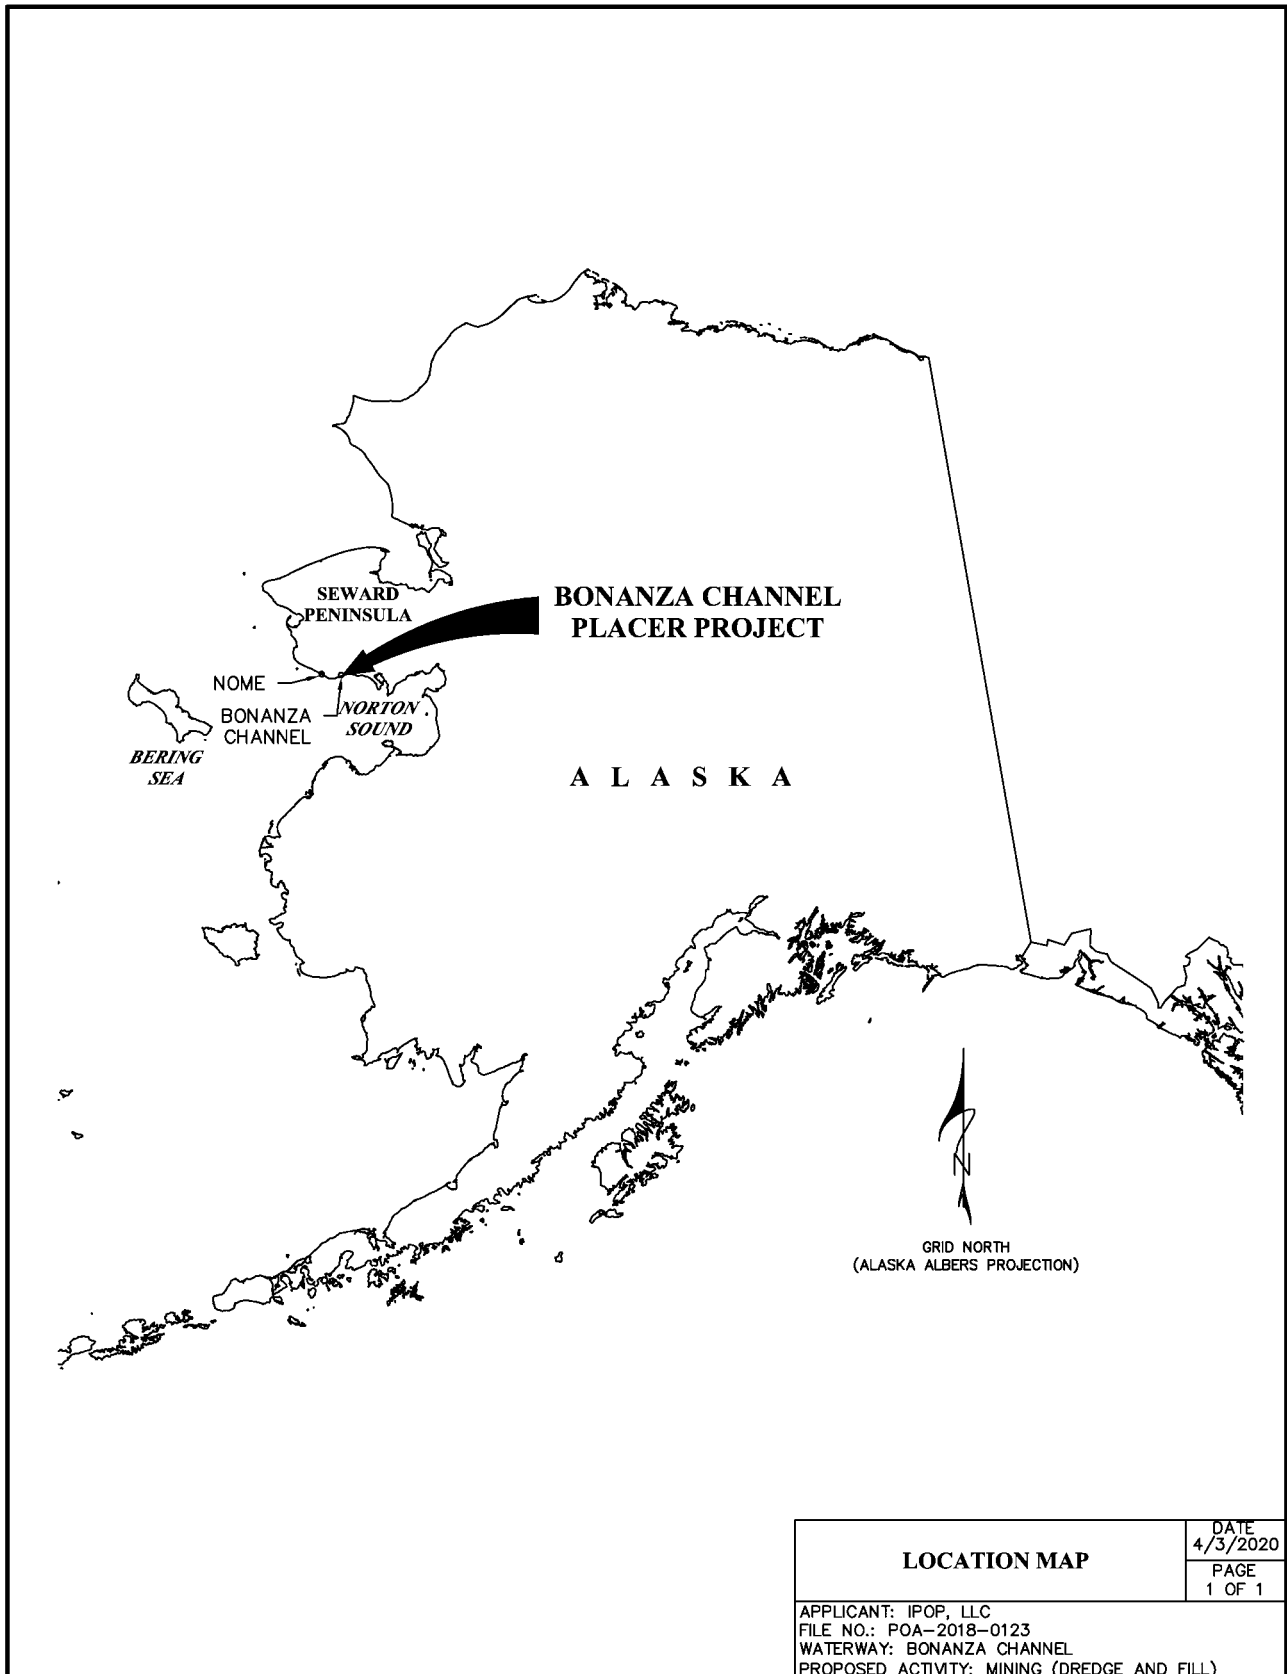 SEWARD
PENINSULA
BONANZA CHANNEL
PLACER PROJECT
NOME
BONANZA
CHANNEL
NORTON
SOUND
BERING
SEA
A L A S K A
N
GRID NORTH
(ALASKA ALBERS PROJECTION)
LOCATION MAP
DATE
4/3/2020
PAGE
1 OF 1
APPLICANT: IPOP, LLC
FILE NO.: POA-2018-0123
WATERWAY: BONANZA CHANNEL
PROPOSED ACTIVITY: MINING (DREDGE AND FILL)